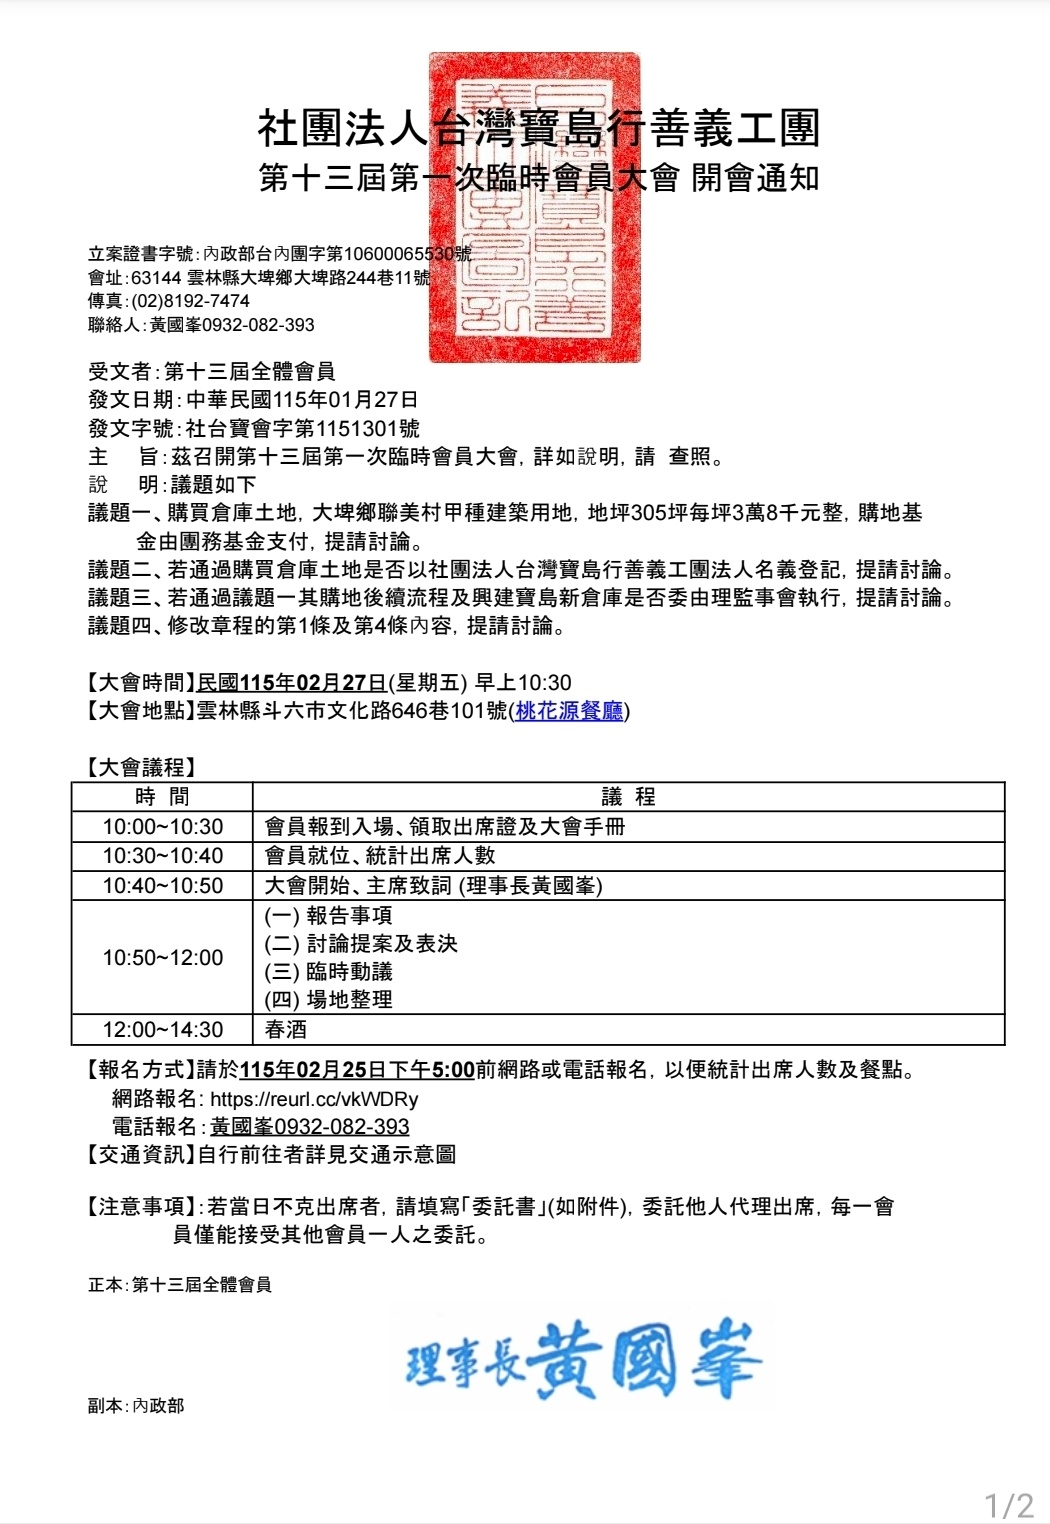 社團法人台灣寶島行善義工團
第十三屆第一次臨時會員大會 開會通知
立案證書字號:內政部台內團字第10600065530號
會址:63144 雲林縣大埤鄉大埤路244巷11號
傳真:(02)8192-7474
聯絡人:黃國峯0932-082-393
受文者:第十三屆全體會員
發文日期:中華民國115年01月27日
發文字號:社台寶會字第1151301號
主 旨:茲召開第十三屆第一次臨時會員大會,詳如說明,請 查照。
說 明:議題如下
議題一、購買倉庫土地,大埤鄉聯美村甲種建築用地,地坪305坪每坪3萬8千元整,購地基
金由團務基金支付,提請討論。
議題二、若通過購買倉庫土地是否以社團法人台灣寶島行善義工團法人名義登記,提請討論。
議題三、若通過議題一其購地後續流程及興建寶島新倉庫是否委由理監事會執行,提請討論。
議題四、修改章程的第1條及第4條內容,提請討論。
【大會時間】民國115年02月27日(星期五) 早上10:30
【大會地點】雲林縣斗六市文化路646巷101號(桃花源餐廳)
【大會議程】
時 間 議 程
10:00~10:30 會員報到入場、領取出席證及大會手冊
10:30~10:40 會員就位、統計出席人數
10:40~10:50 大會開始、主席致詞 (理事長黃國峯)
10:50~12:00 (一) 報告事項
(二) 討論提案及表決
(三) 臨時動議
(四) 場地整理
12:00~14:30 春酒
【報名方式】請於115年02月25日下午5:00前網路或電話報名,以便統計出席人數及餐點。
網路報名: https://reurl.cc/vkWDRy
電話報名:黃國峯0932-082-393
【交通資訊】自行前往者詳見交通示意圖
【注意事項】:若當日不克出席者,請填寫「委託書」(如附件),委託他人代理出席,每一會
員僅能接受其他會員一人之委託。
正本:第十三屆全體會員
理事長黃國峯
副本:內政部
1/2